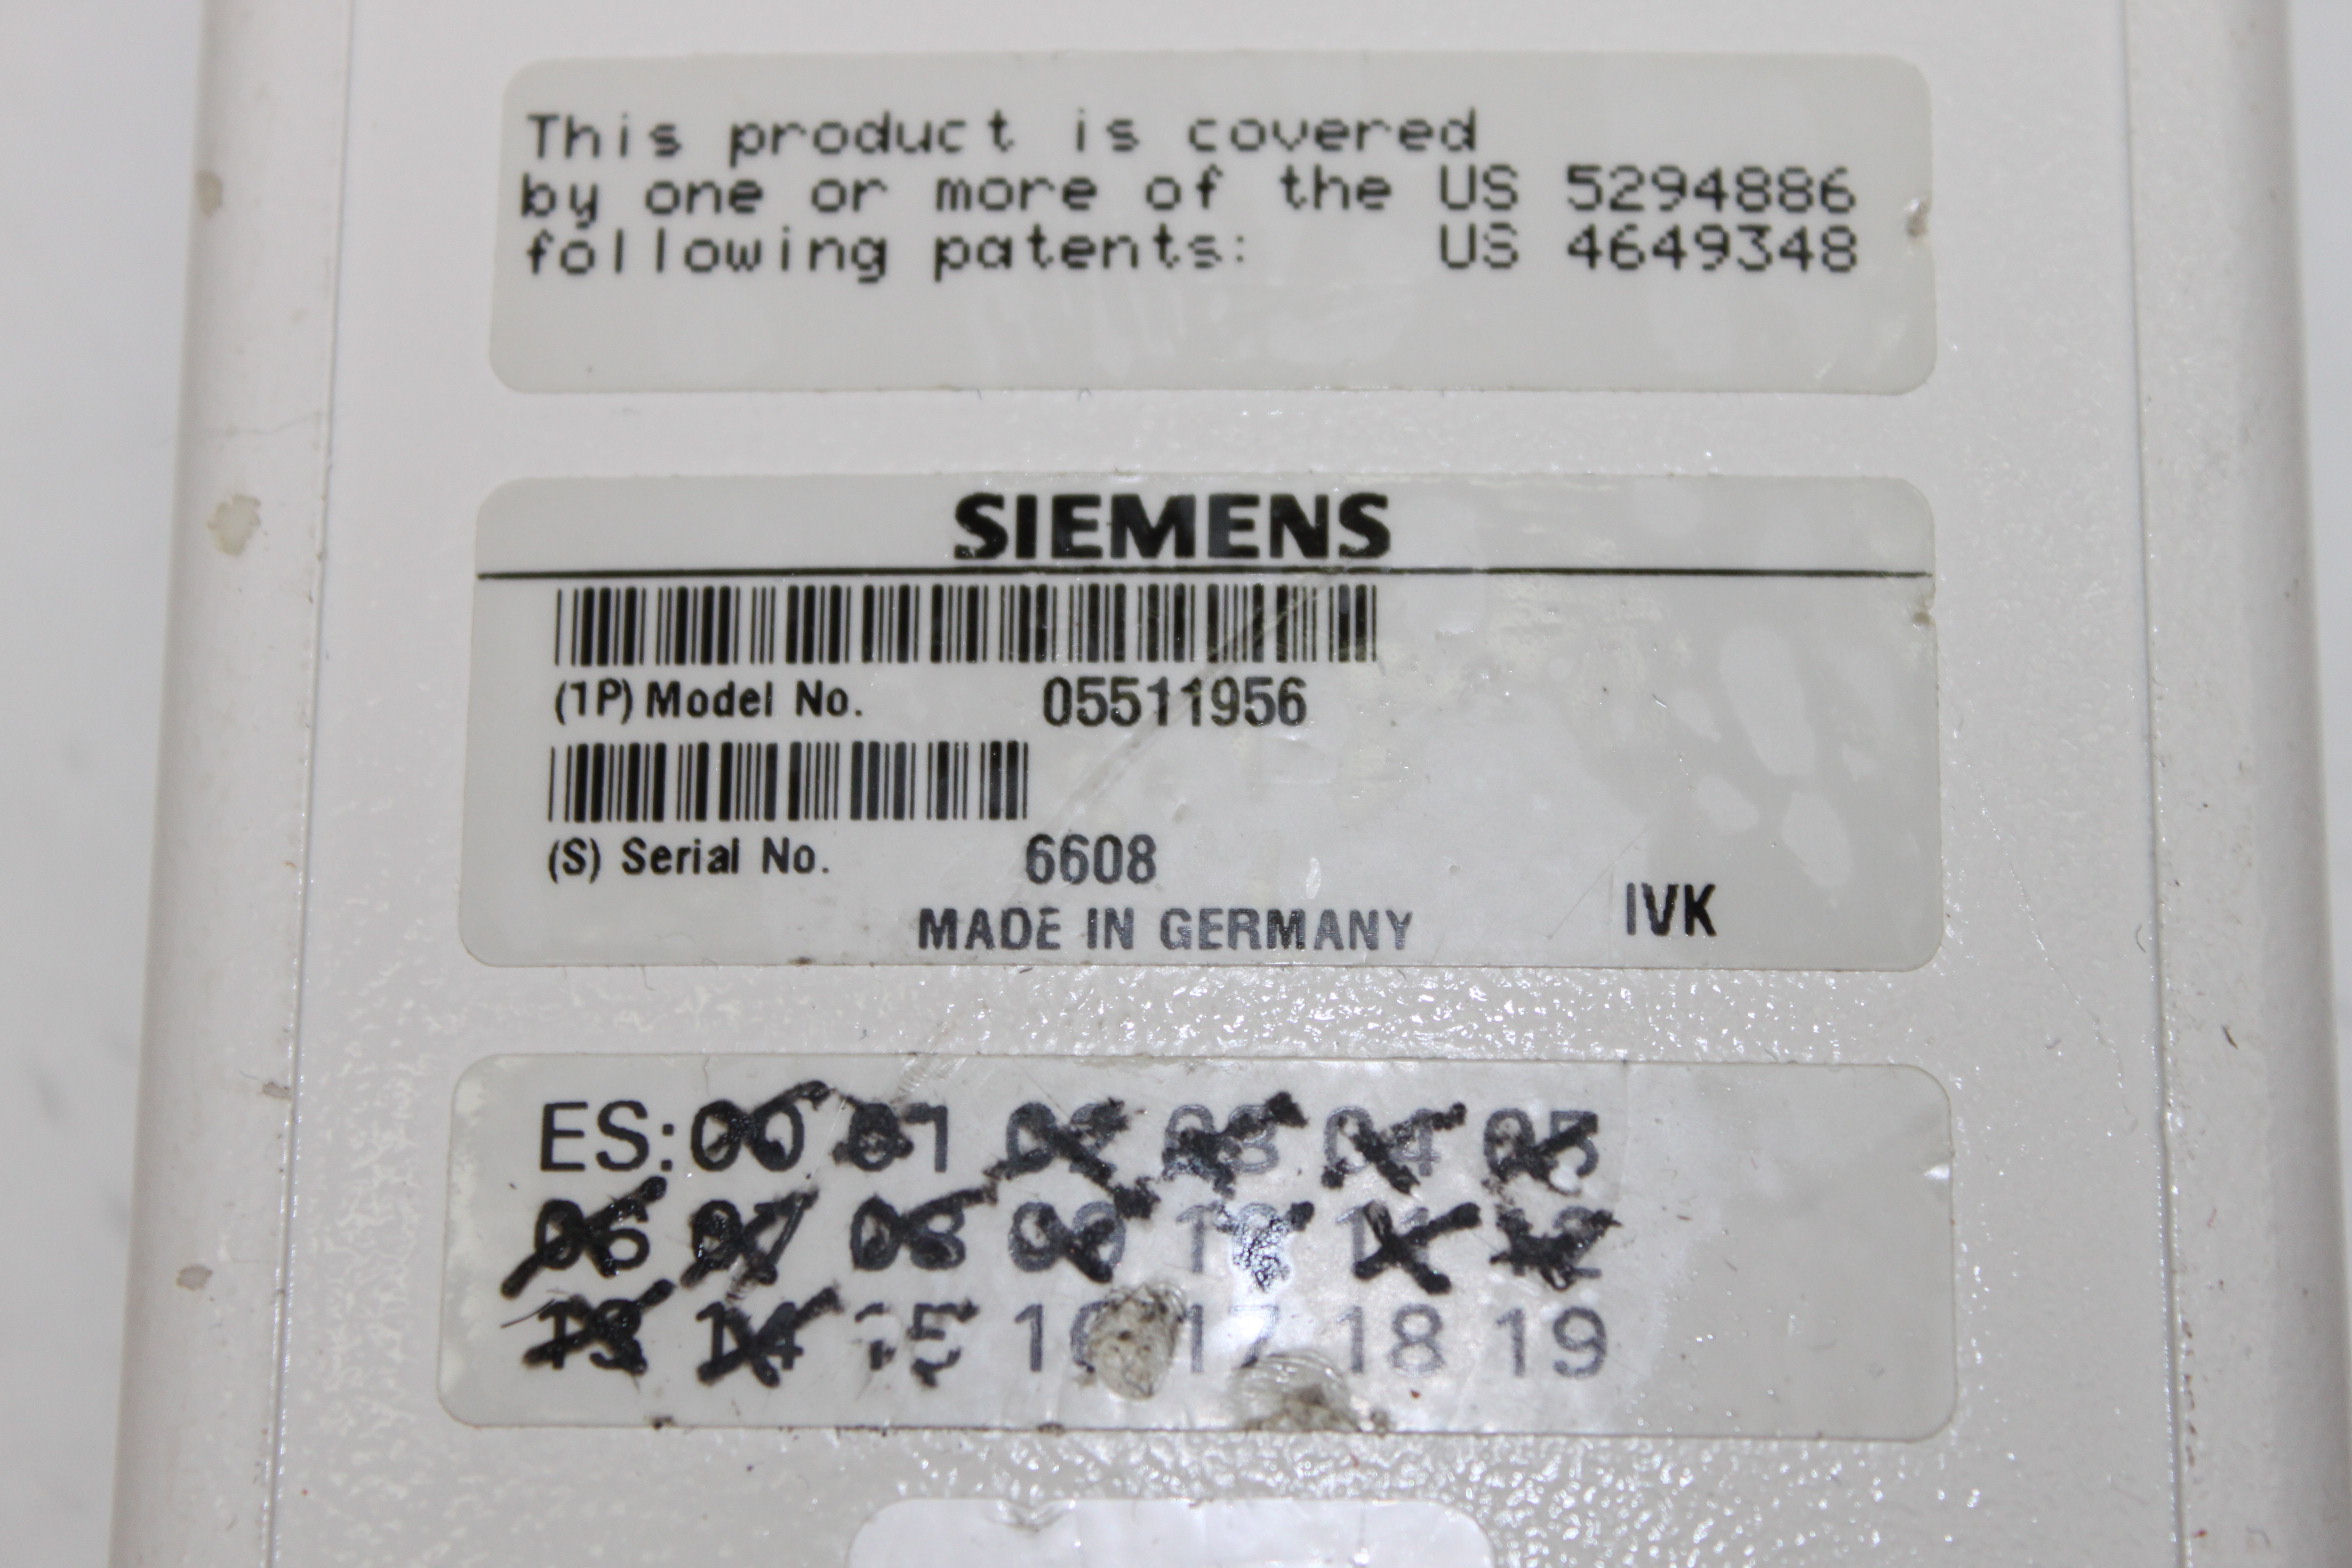 This product is covered
by one or more of the US 5294886
following patents: US 4649348
SIEMENS
(1P) Model No. 05511956
(S) Serial No. 6608
MADE IN GERMANY IVK
ES: 00 01 02 03 04 05
06 07 08 09 10 11 12
13 14 15 16 17 18 19